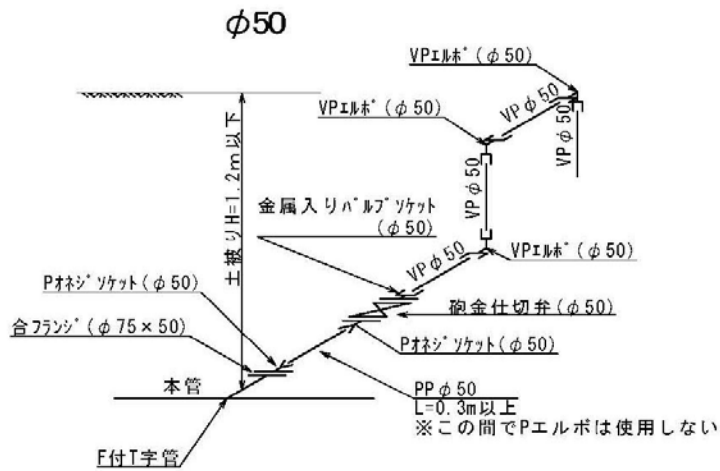 φ50
VPｴﾙﾎﾞ(φ50)
VPφ50
VPｴﾙﾎﾞ(φ50)
VPφ50
土被りH=1.2m以下
金属入りﾊﾞﾙﾌﾞｿｹｯﾄ
(φ50)
VPφ50
VPｴﾙﾎﾞ(φ50)
VPφ50
Pｵﾈｼﾞｿｹｯﾄ(φ50)
砲金仕切弁(φ50)
合ﾌﾗﾝｼﾞ(φ75×50)
Pｵﾈｼﾞｿｹｯﾄ(φ50)
本管
PPφ50
L=0.3m以上
※この間でPエルボは使用しない
F付T字管